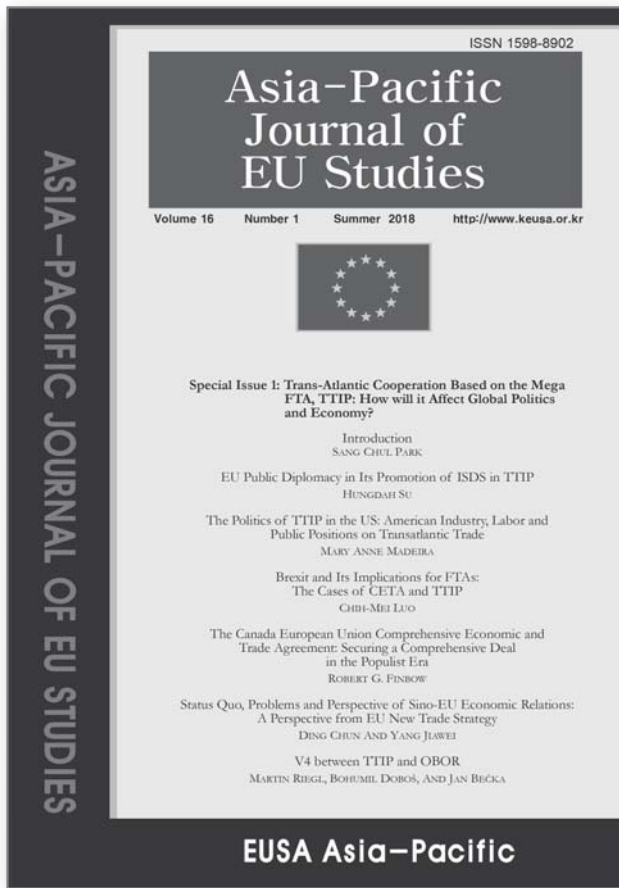 ISSN 1598-8902
Asia-Pacific
Journal of
EU Studies
Volume 16 Number 1 Summer 2018 http://www.keusa.or.kr
Special Issue 1: Trans-Atlantic Cooperation Based on the Mega
FTA, TTIP: How will it Affect Global Politics
and Economy?
Introduction
SANG CHUL PARK
EU Public Diplomacy in Its Promotion of ISDS in TTIP
HUNGDAH SU
The Politics of TTIP in the US: American Industry, Labor and
Public Positions on Transatlantic Trade
MARY ANNE MADEIRA
Brexit and Its Implications for FTAs:
The Cases of CETA and TTIP
CHIH-MEI LUO
The Canada European Union Comprehensive Economic and
Trade Agreement: Securing a Comprehensive Deal
in the Populist Era
ROBERT G. FINBOW
Status Quo, Problems and Perspective of Sino-EU Economic Relations:
A Perspective from EU New Trade Strategy
DING CHUN AND YANG JIAWEI
V4 between TTIP and OBOR
MARTIN RIEGL, BOHUMIL DOBOŠ, AND JAN BEČKA
EUSA Asia-Pacific
ASIA-PACIFIC JOURNAL OF EU STUDIES